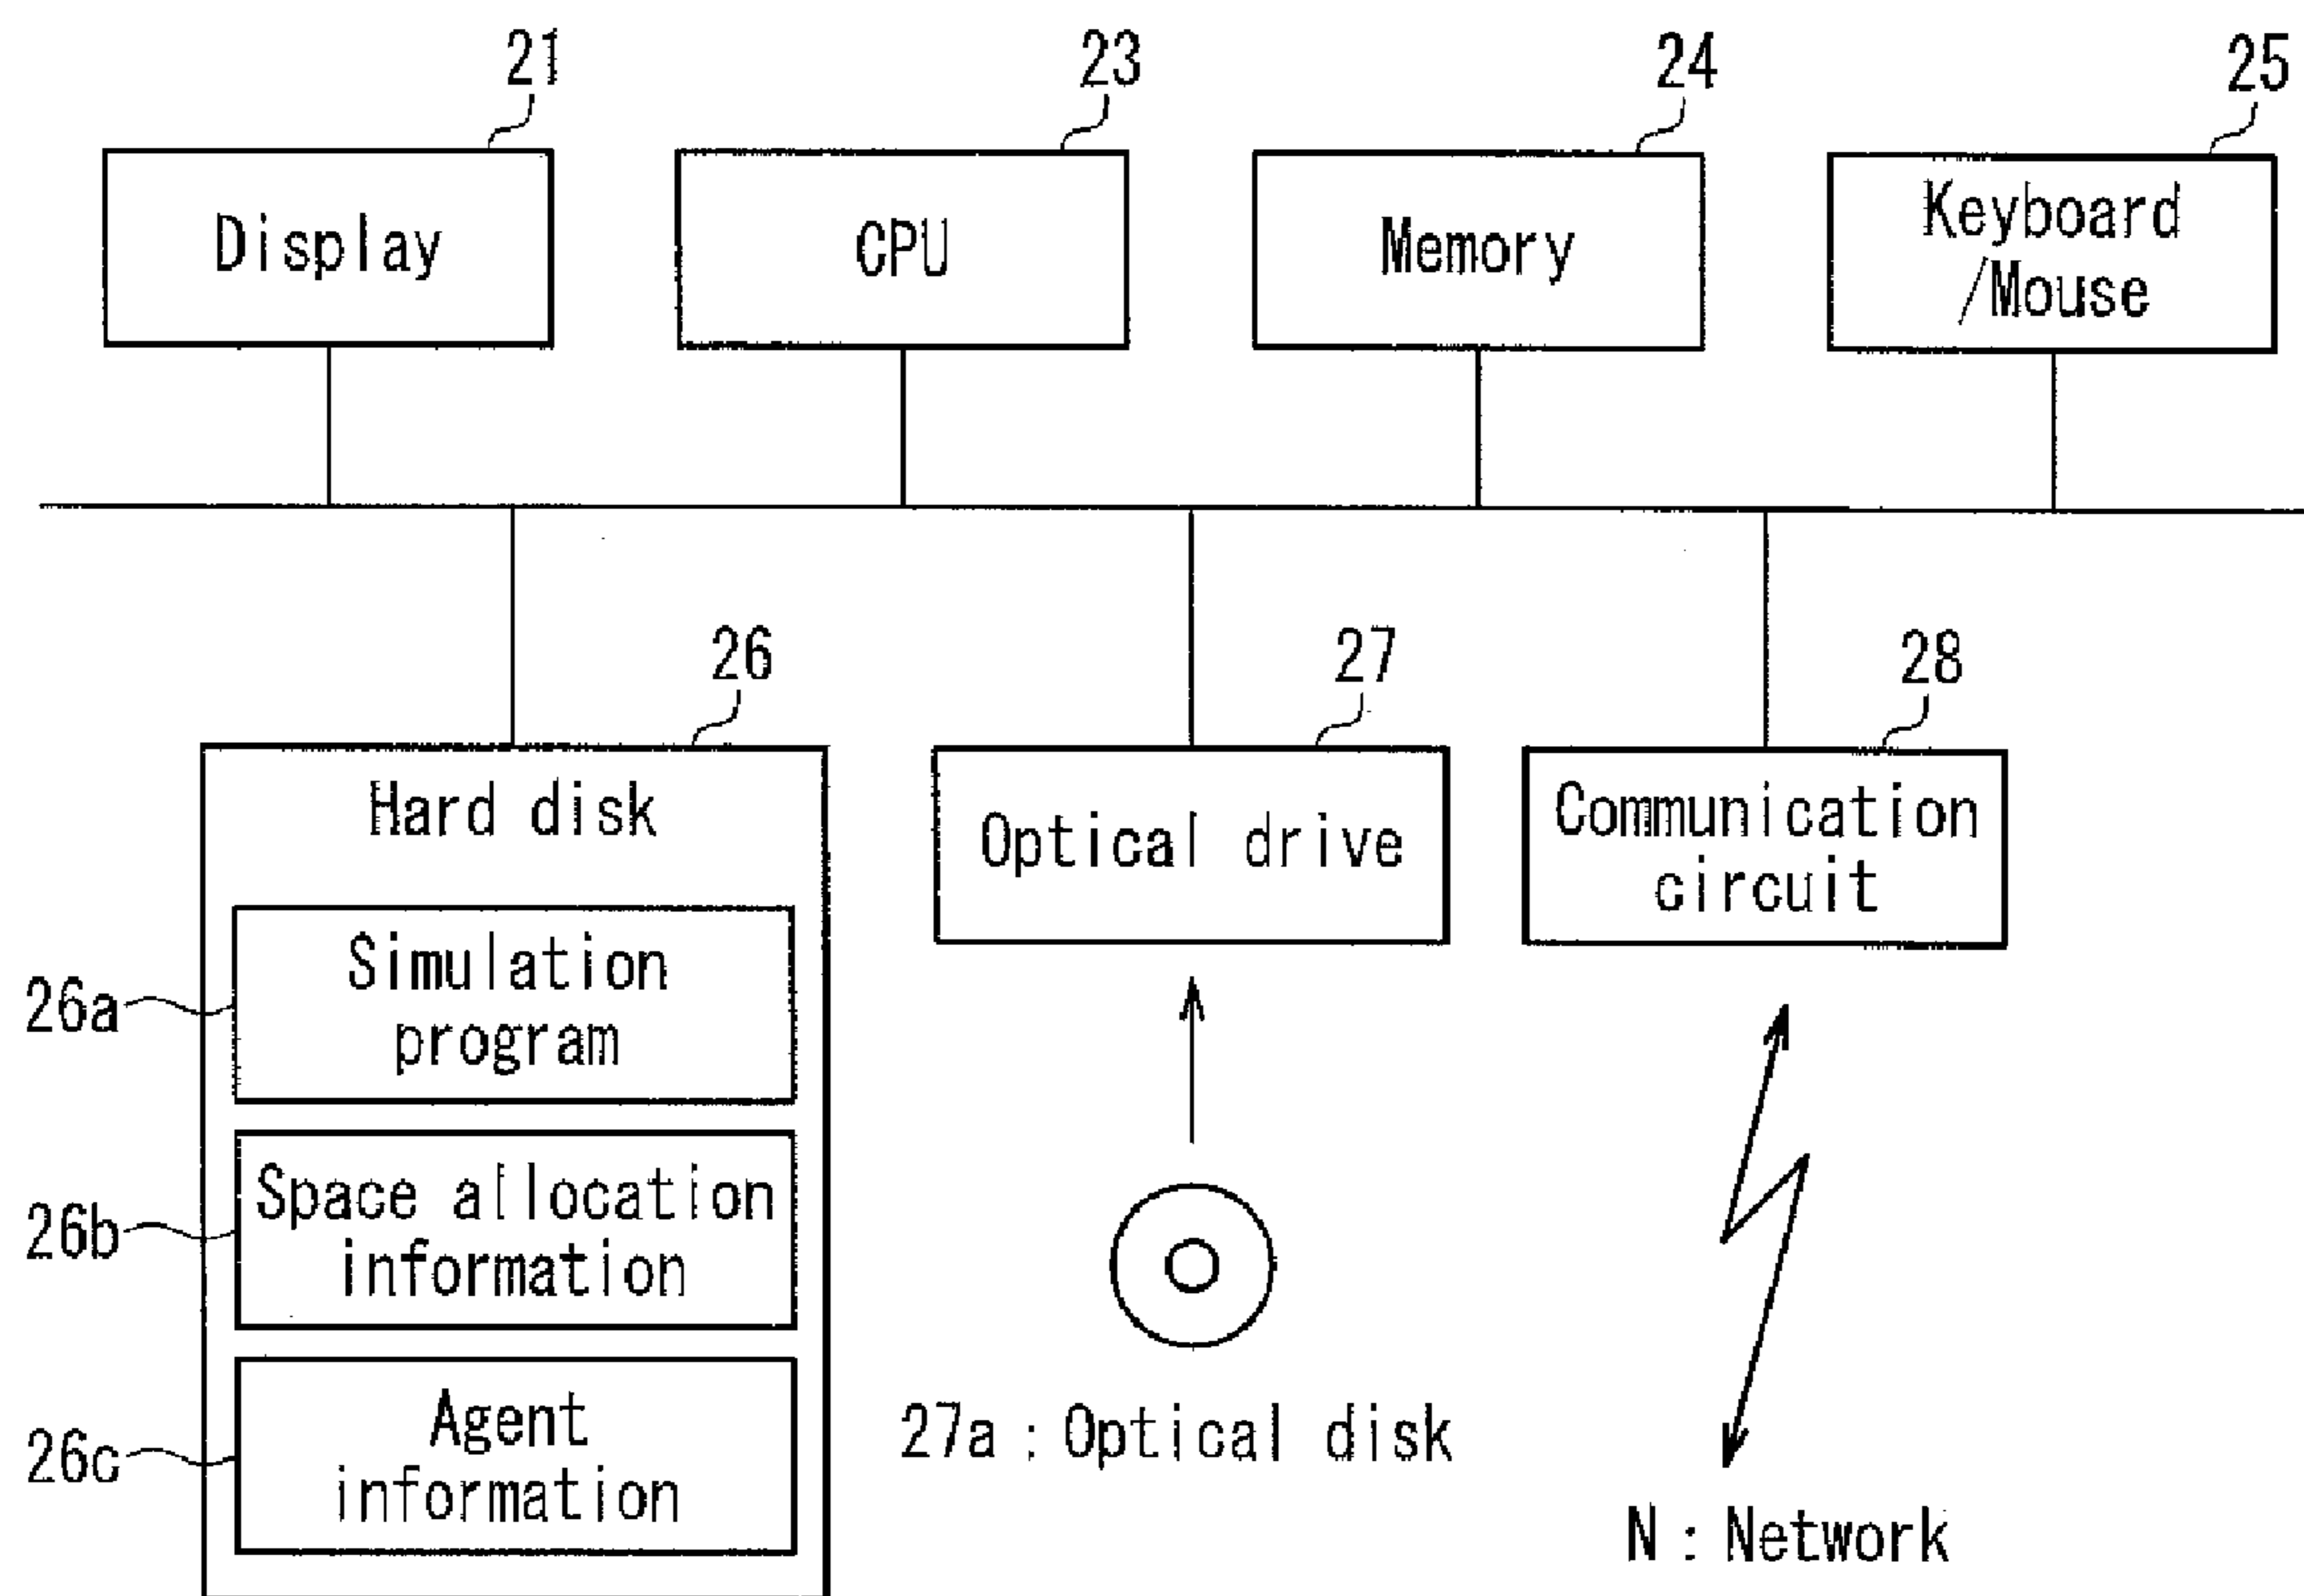 21
23
24
25
Display
CPU
Memory
Keyboard
/Mouse
26
27
28
Hard disk
Optical drive
Communication
circuit
26a
Simulation
program
26b
Space allocation
information
26c
Agent
information
27a : Optical disk
N : Network